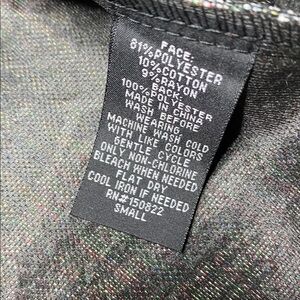 FACE:
81%POLYESTER
10%COTTON
9%RAYON
BACK:
100%POLYESTER
MADE IN CHINA
WASH BEFORE
WEARING
MACHINE WASH COLD
WITH LIKE COLORS
GENTLE CYCLE
ONLY NON-CHLORINE
BLEACH WHEN NEEDED
FLAT DRY
COOL IRON IF NEEDED
RN#150822
SMALL